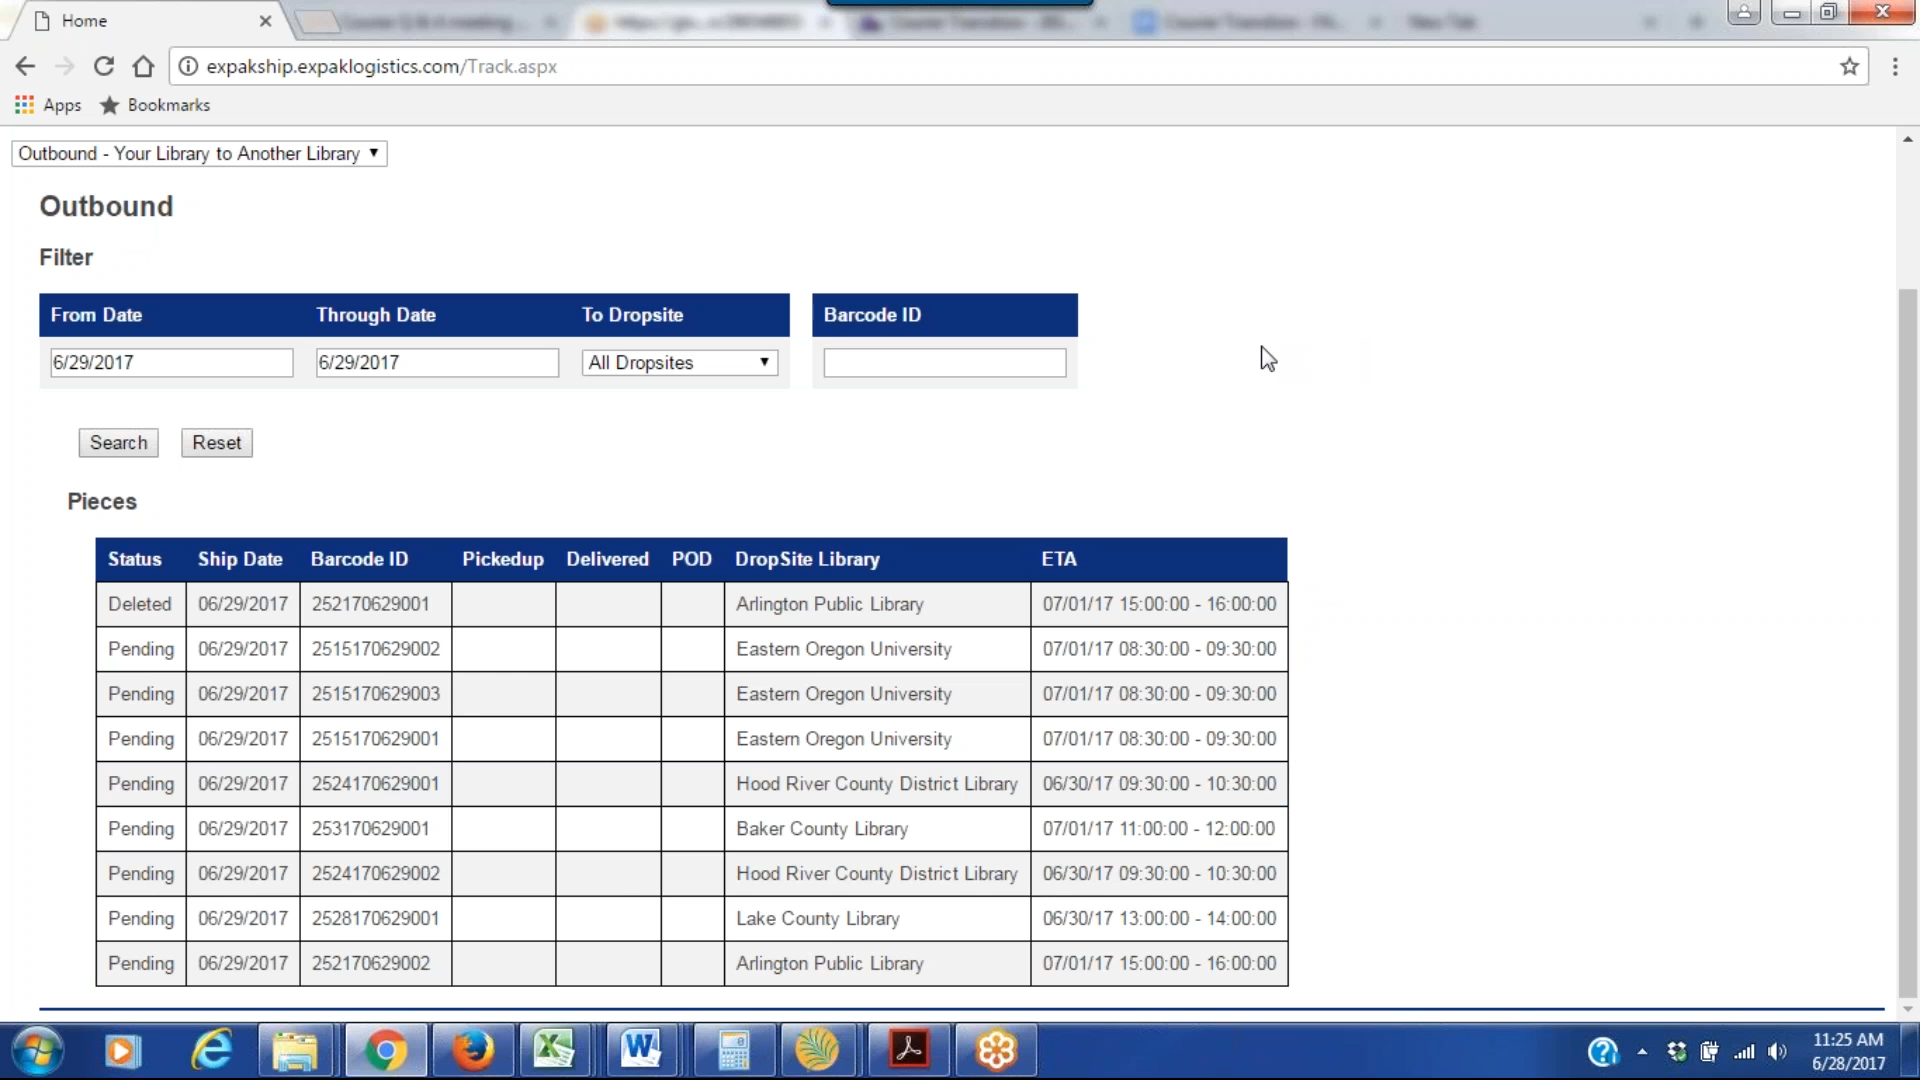 Home
New Tab
expakship.expaklogistics.com/Track.aspx
Apps Bookmarks
Outbound - Your Library to Another Library
Outbound
Filter
From Date Through Date To Dropsite Barcode ID
6/29/2017 6/29/2017 All Dropsites
Search Reset
Pieces
Status Ship Date Barcode ID Pickedup Delivered POD DropSite Library ETA
Deleted 06/29/2017 252170629001 Arlington Public Library 07/01/17 15:00:00 - 16:00:00
Pending 06/29/2017 2515170629002 Eastern Oregon University 07/01/17 08:30:00 - 09:30:00
Pending 06/29/2017 2515170629003 Eastern Oregon University 07/01/17 08:30:00 - 09:30:00
Pending 06/29/2017 2515170629001 Eastern Oregon University 07/01/17 08:30:00 - 09:30:00
Pending 06/29/2017 2524170629001 Hood River County District Library 06/30/17 09:30:00 - 10:30:00
Pending 06/29/2017 253170629001 Baker County Library 07/01/17 11:00:00 - 12:00:00
Pending 06/29/2017 2524170629002 Hood River County District Library 06/30/17 09:30:00 - 10:30:00
Pending 06/29/2017 2528170629001 Lake County Library 06/30/17 13:00:00 - 14:00:00
Pending 06/29/2017 252170629002 Arlington Public Library 07/01/17 15:00:00 - 16:00:00
11:25 AM
6/28/2017